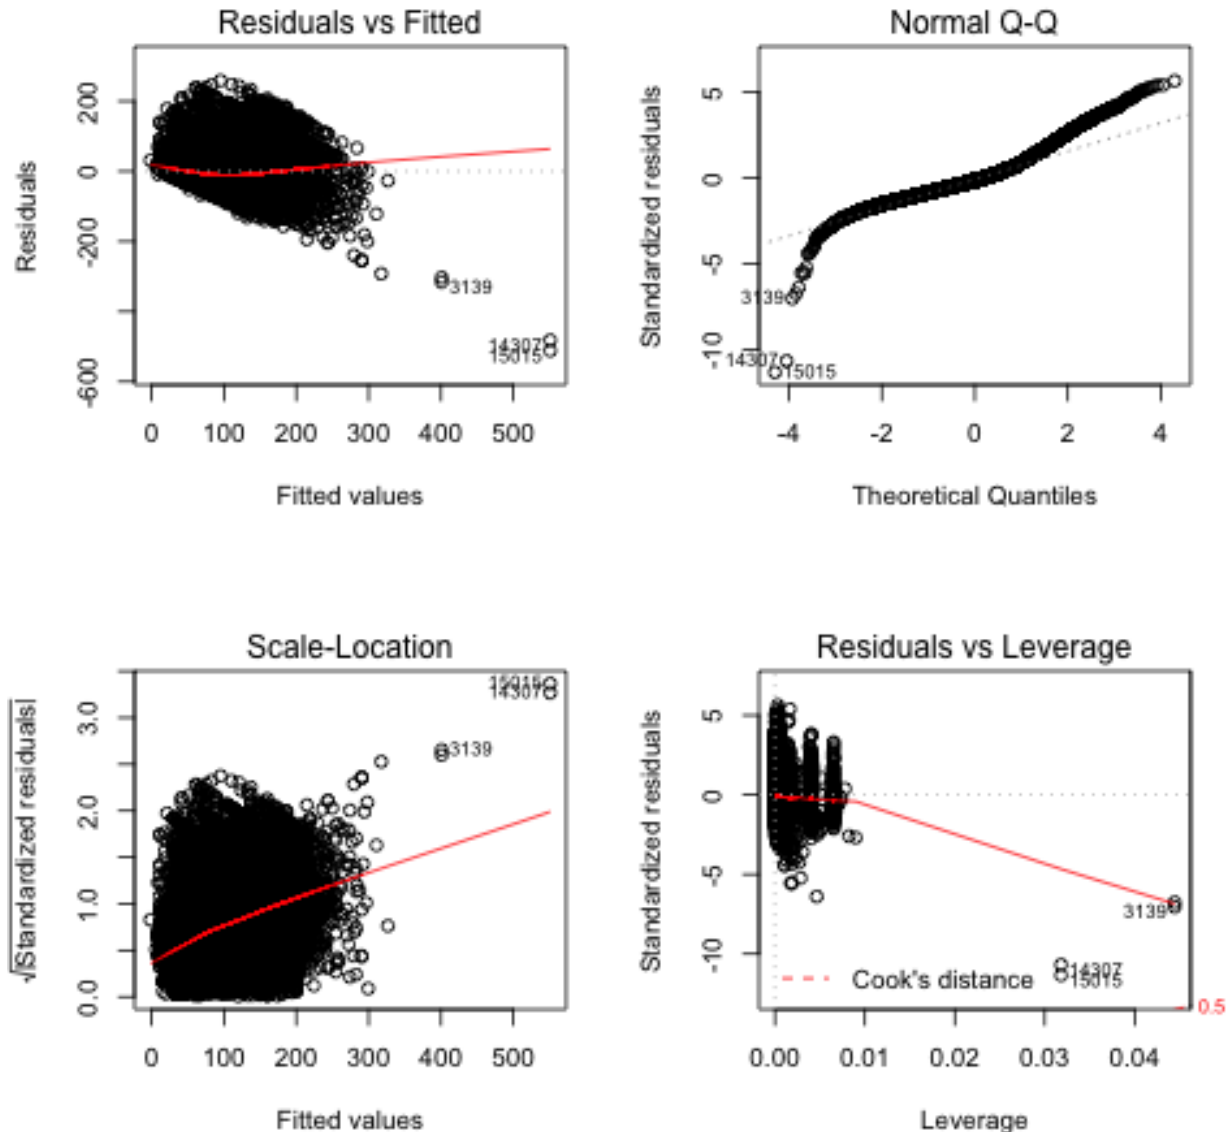 Residuals vs Fitted
Residuals
200
0
-200
-600
3139
14307
15015
0 100 200 300 400 500
Fitted values
Normal Q-Q
Standardized residuals
5
0
-5
-10
3139
14307
15015
-4 -2 0 2 4
Theoretical Quantiles
Scale-Location
√|Standardized residuals|
3.0
2.0
1.0
0.0
15015
14307
3139
0 100 200 300 400 500
Fitted values
Residuals vs Leverage
Standardized residuals
5
0
-5
-10
3139
14307
15015
Cook's distance
0.5
0.00 0.01 0.02 0.03 0.04
Leverage